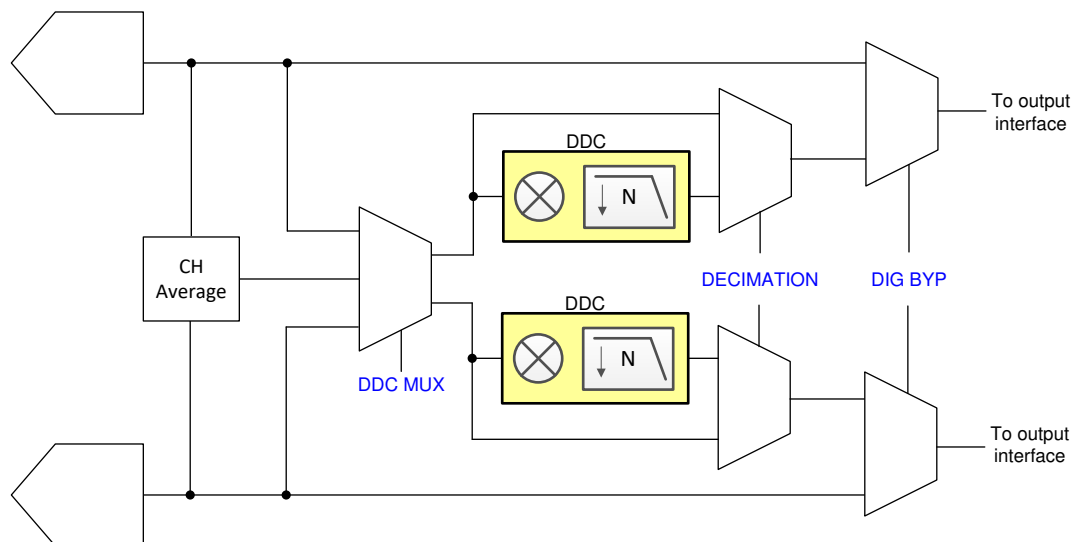 To output
interface
DDC
N
CH
Average
DECIMATION
DIG BYP
DDC
N
DDC MUX
To output
interface